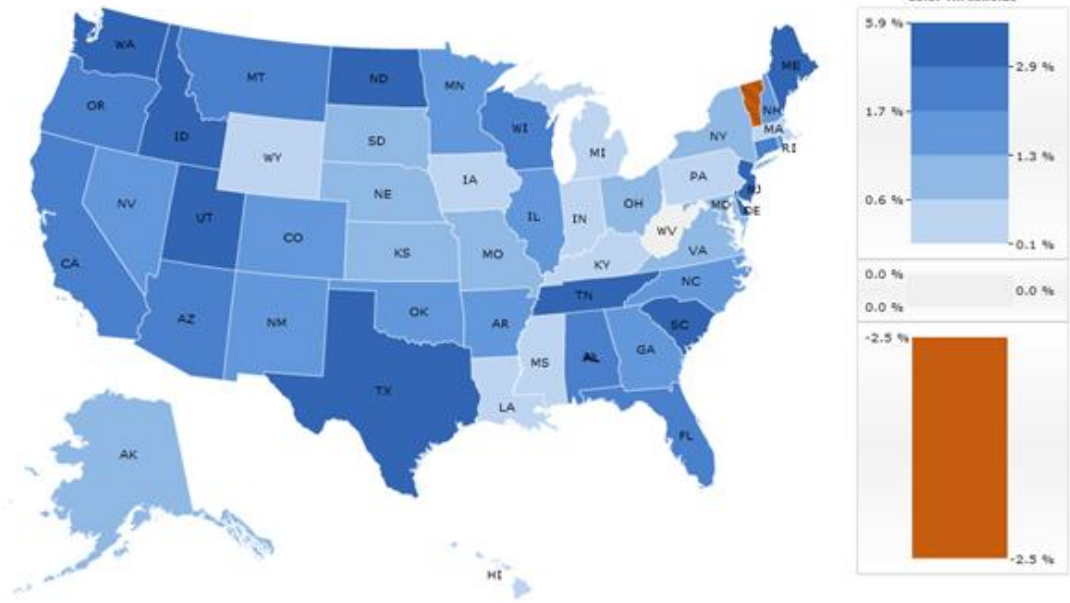 5.9 %
2.9 %
1.7 %
1.3 %
0.6 %
0.1 %
0.0 %
0.0 %
0.0 %
-2.5 %
-2.5 %
WA
MT
ND
MN
ME
OR
ID
SD
WI
NH
NY
MA
WY
MI
RI
IA
PA
NE
NJ
NV
UT
IL
IN
OH
MD
DE
CO
WV
KS
MO
VA
CA
KY
NC
AZ
NM
OK
TN
AR
SC
MS
AL
GA
TX
LA
FL
AK
HI